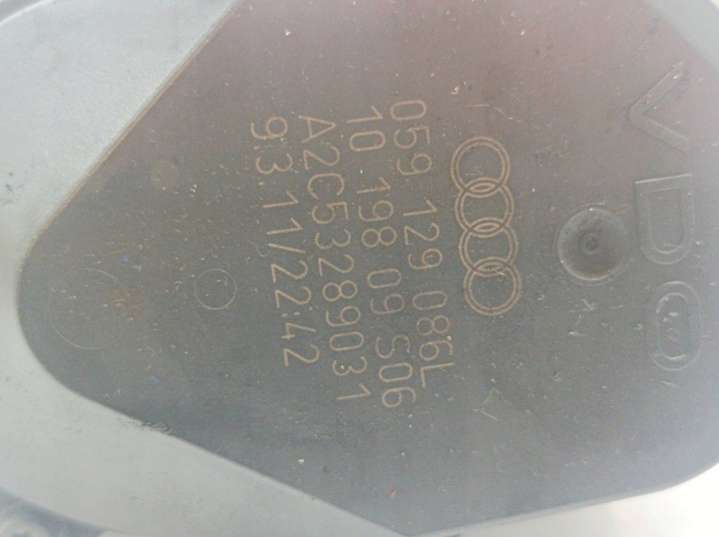 VDO
059 129 086L
10 198 09 S06
A2C53289031
9.3.11/22:42